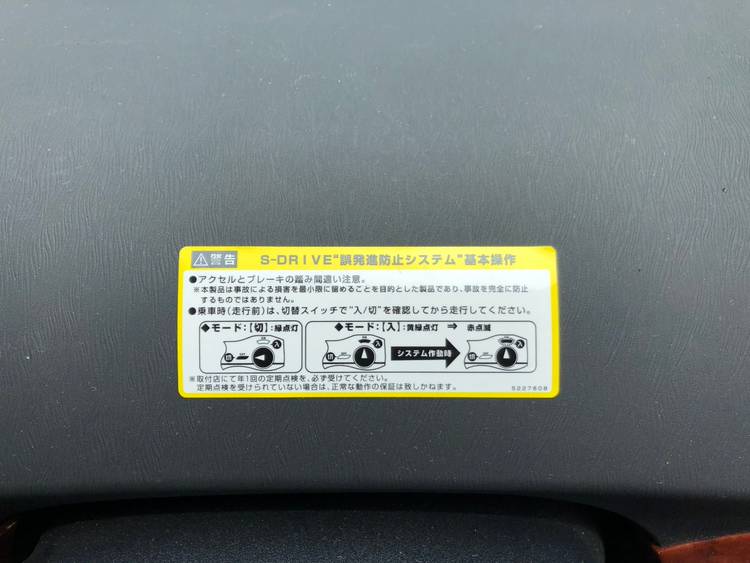 ⚠警告 S-DRIVE"誤発進防止システム"基本操作
●アクセルとブレーキの踏み間違い注意。
※本製品は事故による損害を最小限に留めることを目的とした製品であり、事故を完全に防止
するものではありません。
●乗車時(走行前)は、切替スイッチで"入/切"を確認してから走行してください。
◆モード:【切】:緑点灯 ◆モード:【入】:黄緑点灯 ⇒ 赤点滅
切 入 切 入 システム作動時 切 入
※取付店にて年1回の定期点検を、必ず受けてください。
定期点検を受けられていない場合は、正常な動作の保証は致しかねます。
5227608